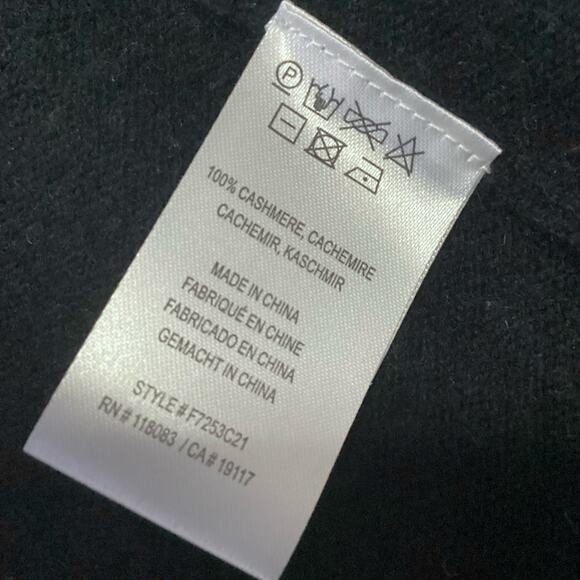 P
100% CASHMERE, CACHEMIRE
CACHEMIR, KASCHMIR
MADE IN CHINA
FABRIQUÉ EN CHINE
FABRICADO EN CHINA
GEMACHT IN CHINA
STYLE # F7253C21
RN # 118083 / CA # 19117